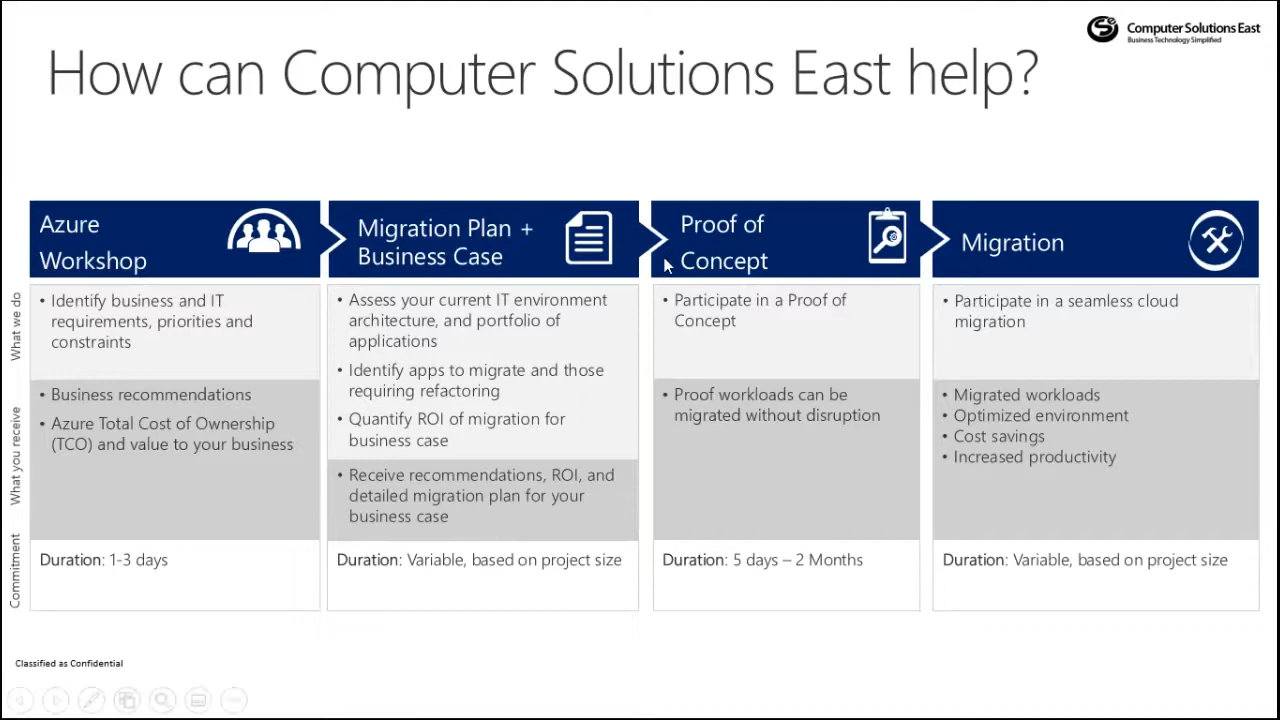 Computer Solutions East
Business Technology Simplified
How can Computer Solutions East help?
Azure
Workshop
Migration Plan +
Business Case
Proof of
Concept
Migration
What we do
• Identify business and IT
requirements, priorities and
constraints
• Assess your current IT environment
architecture, and portfolio of
applications
• Identify apps to migrate and those
requiring refactoring
• Quantify ROI of migration for
business case
• Participate in a Proof of
Concept
• Participate in a seamless cloud
migration
What you receive
• Business recommendations
• Azure Total Cost of Ownership
(TCO) and value to your business
• Receive recommendations, ROI, and
detailed migration plan for your
business case
• Proof workloads can be
migrated without disruption
• Migrated workloads
• Optimized environment
• Cost savings
• Increased productivity
Commitment
Duration: 1-3 days
Duration: Variable, based on project size
Duration: 5 days – 2 Months
Duration: Variable, based on project size
Classified as Confidential